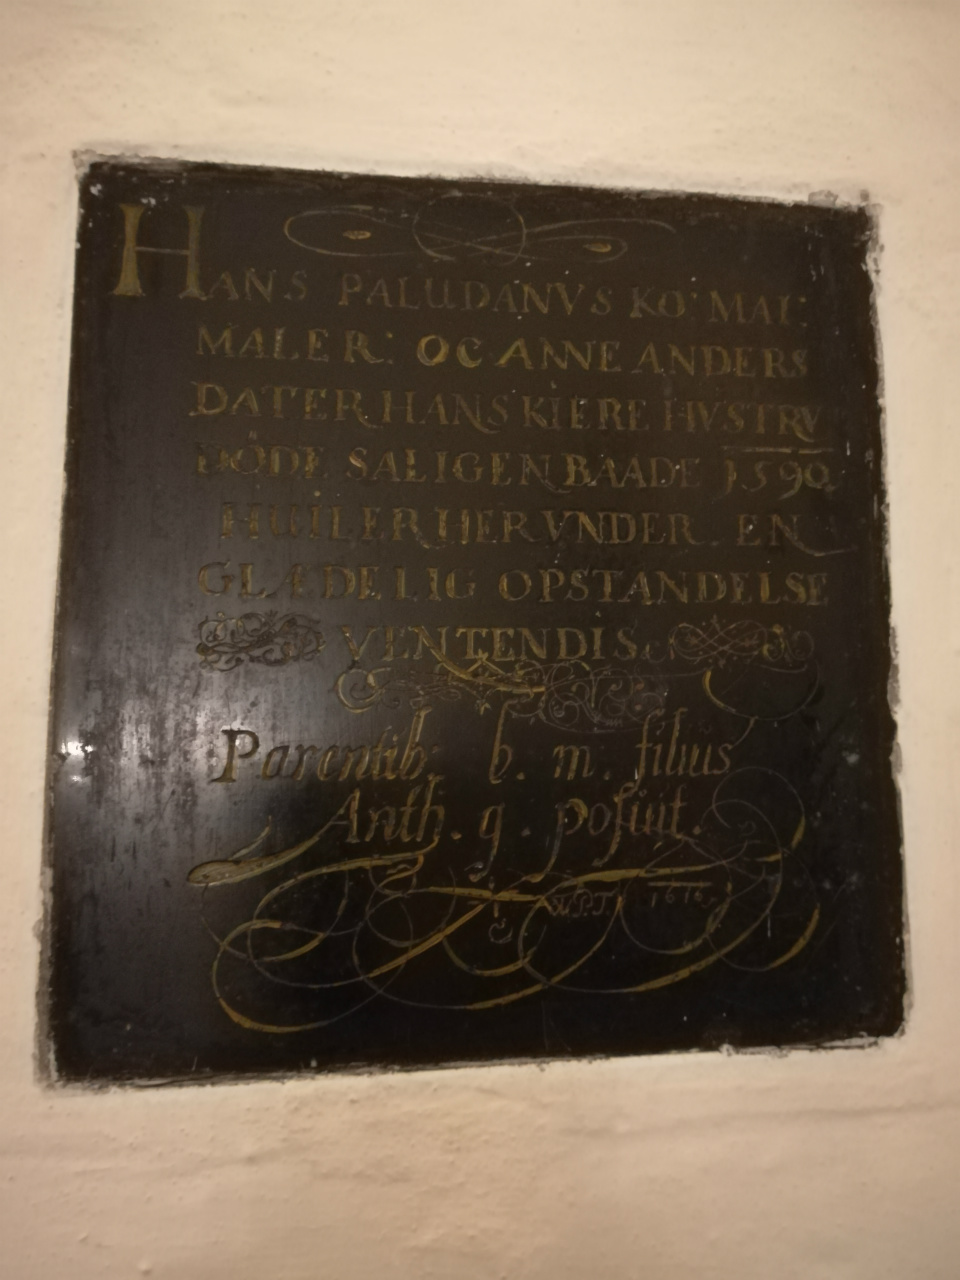 HANS PALUDANVS KO: MAI:
MALER: OC ANNE ANDERS
DATER HANS KIERE HVSTRV
DÖDE SALIGEN BAADE 1590
HUILER HER VNDER EN
GLÆDELIG OPSTANDELSE
VENTENDIS
Parentib: b. m. filius
Anth. q posuit.
1616